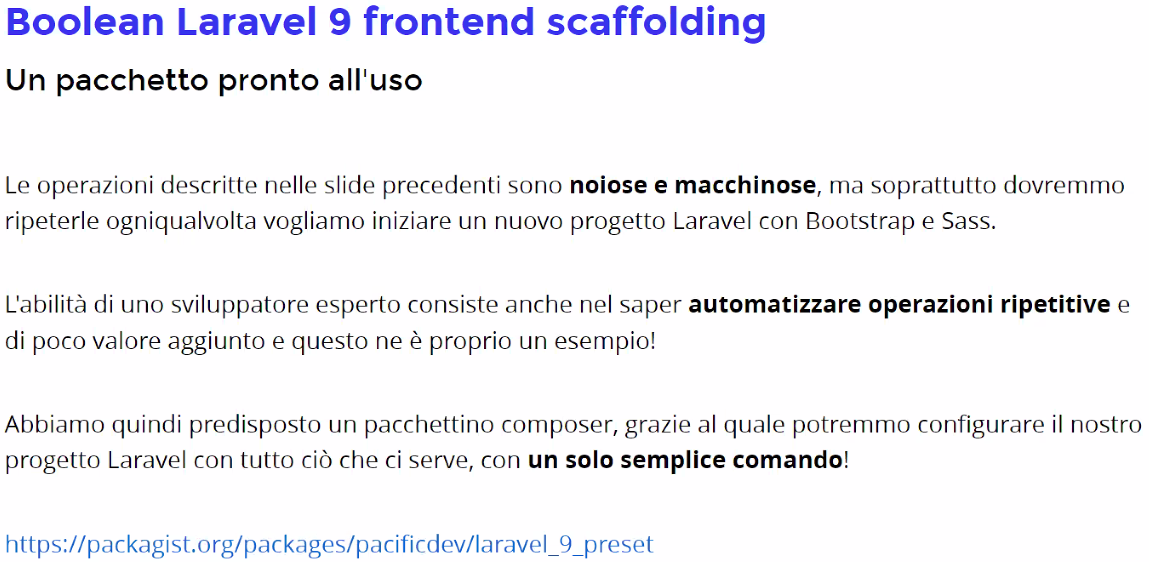 Boolean Laravel 9 frontend scaffolding
Un pacchetto pronto all'uso
Le operazioni descritte nelle slide precedenti sono noiose e macchinose, ma soprattutto dovremmo
ripeterle ogniqualvolta vogliamo iniziare un nuovo progetto Laravel con Bootstrap e Sass.
L'abilità di uno sviluppatore esperto consiste anche nel saper automatizzare operazioni ripetitive e
di poco valore aggiunto e questo ne è proprio un esempio!
Abbiamo quindi predisposto un pacchettino composer, grazie al quale potremmo configurare il nostro
progetto Laravel con tutto ciò che ci serve, con un solo semplice comando!
https://packagist.org/packages/pacificdev/laravel_9_preset